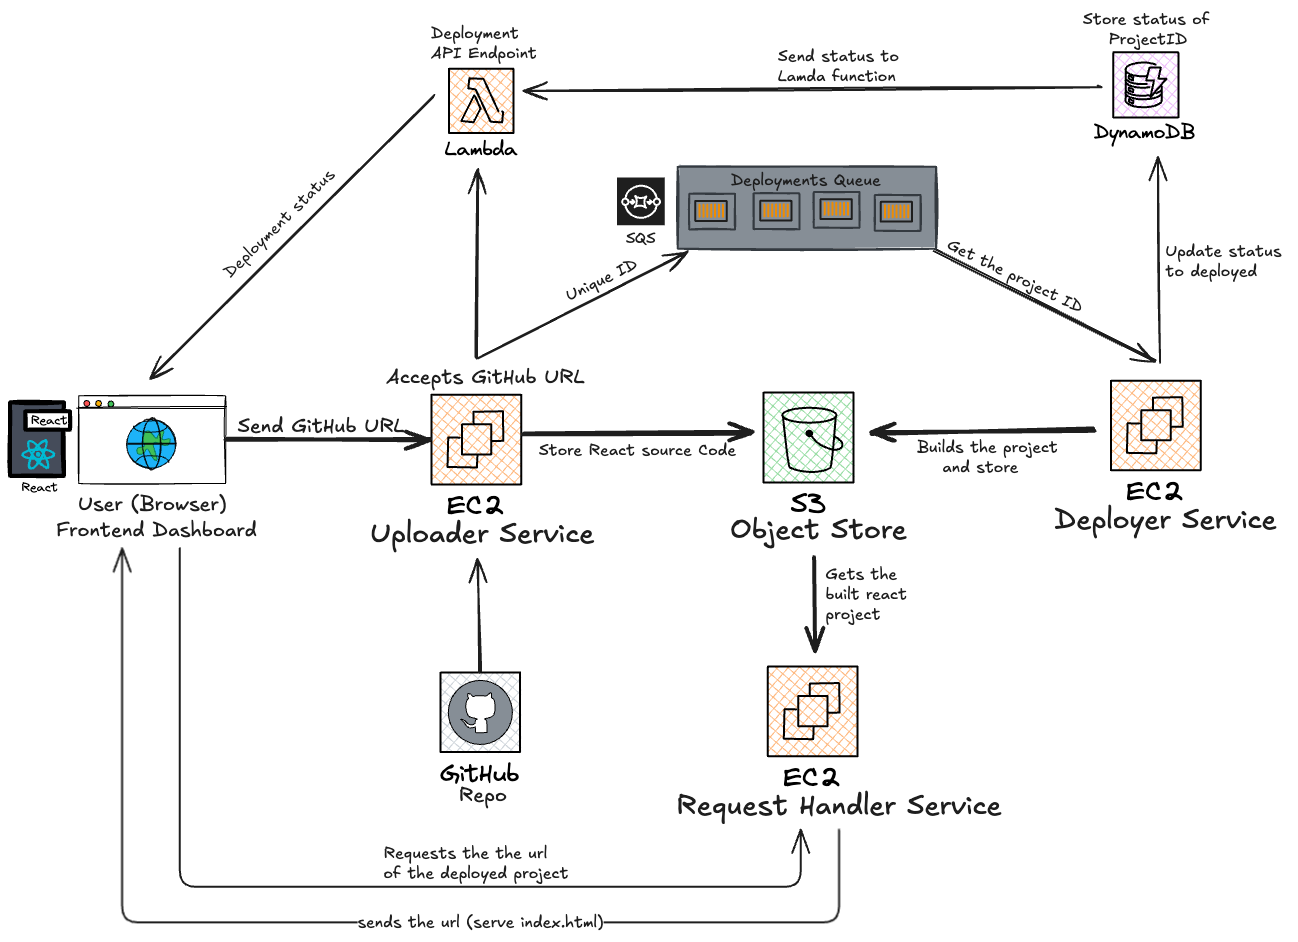 Store status of
ProjectID
Deployment
API Endpoint
Send status to
Lamda function
DynamoDB
Lambda
Deployments Queue
SQS
Deployment status
Unique ID
Get the project ID
Update status
to deployed
Accepts GitHub URL
React
React
Send GitHub URL
Store React source Code
Builds the project
and store
User (Browser)
Frontend Dashboard
EC2
Uploader Service
S3
Object Store
EC2
Deployer Service
Gets the
built react
project
GitHub
Repo
EC2
Request Handler Service
Requests the the url
of the deployed project
sends the url (serve index.html)